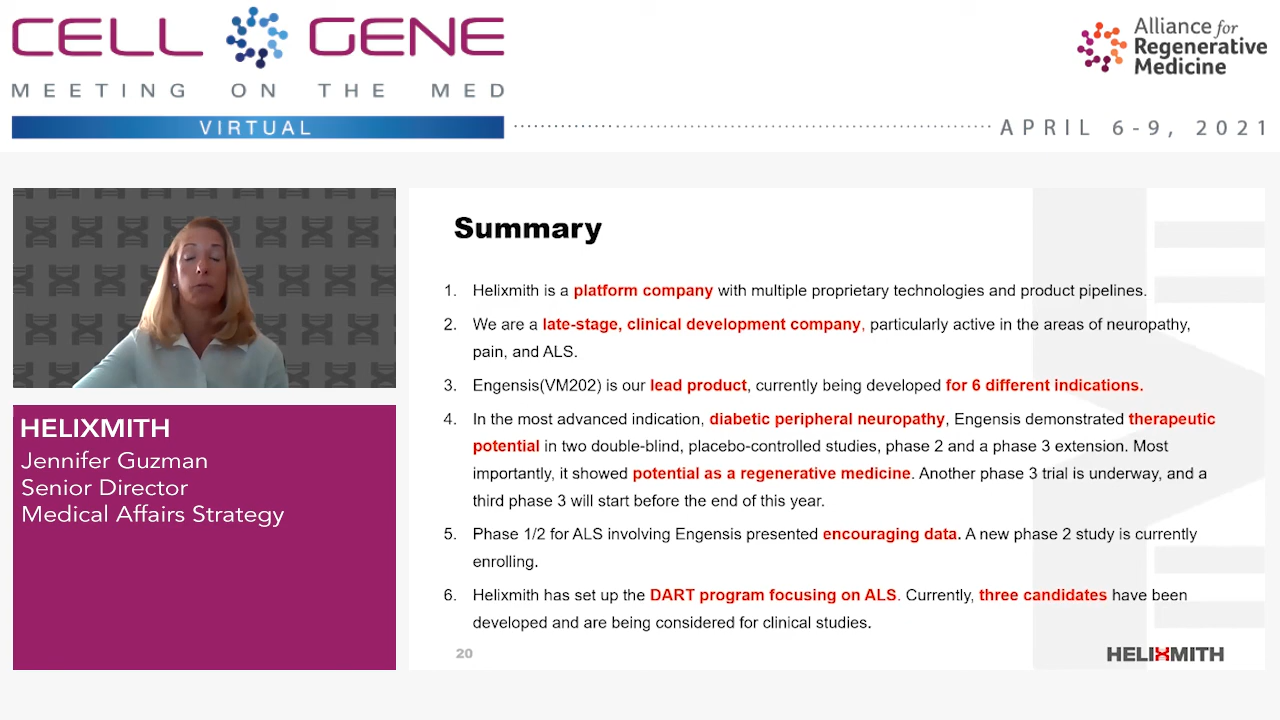 CELL GENE
MEETING ON THE MED
VIRTUAL
Alliance for
Regenerative
Medicine
APRIL 6-9, 2021
HELIXMITH
Jennifer Guzman
Senior Director
Medical Affairs Strategy
Summary
1. Helixmith is a platform company with multiple proprietary technologies and product pipelines.
2. We are a late-stage, clinical development company, particularly active in the areas of neuropathy,
pain, and ALS.
3. Engensis(VM202) is our lead product, currently being developed for 6 different indications.
4. In the most advanced indication, diabetic peripheral neuropathy, Engensis demonstrated therapeutic
potential in two double-blind, placebo-controlled studies, phase 2 and a phase 3 extension. Most
importantly, it showed potential as a regenerative medicine. Another phase 3 trial is underway, and a
third phase 3 will start before the end of this year.
5. Phase 1/2 for ALS involving Engensis presented encouraging data. A new phase 2 study is currently
enrolling.
6. Helixmith has set up the DART program focusing on ALS. Currently, three candidates have been
developed and are being considered for clinical studies.
20
HELIXMITH